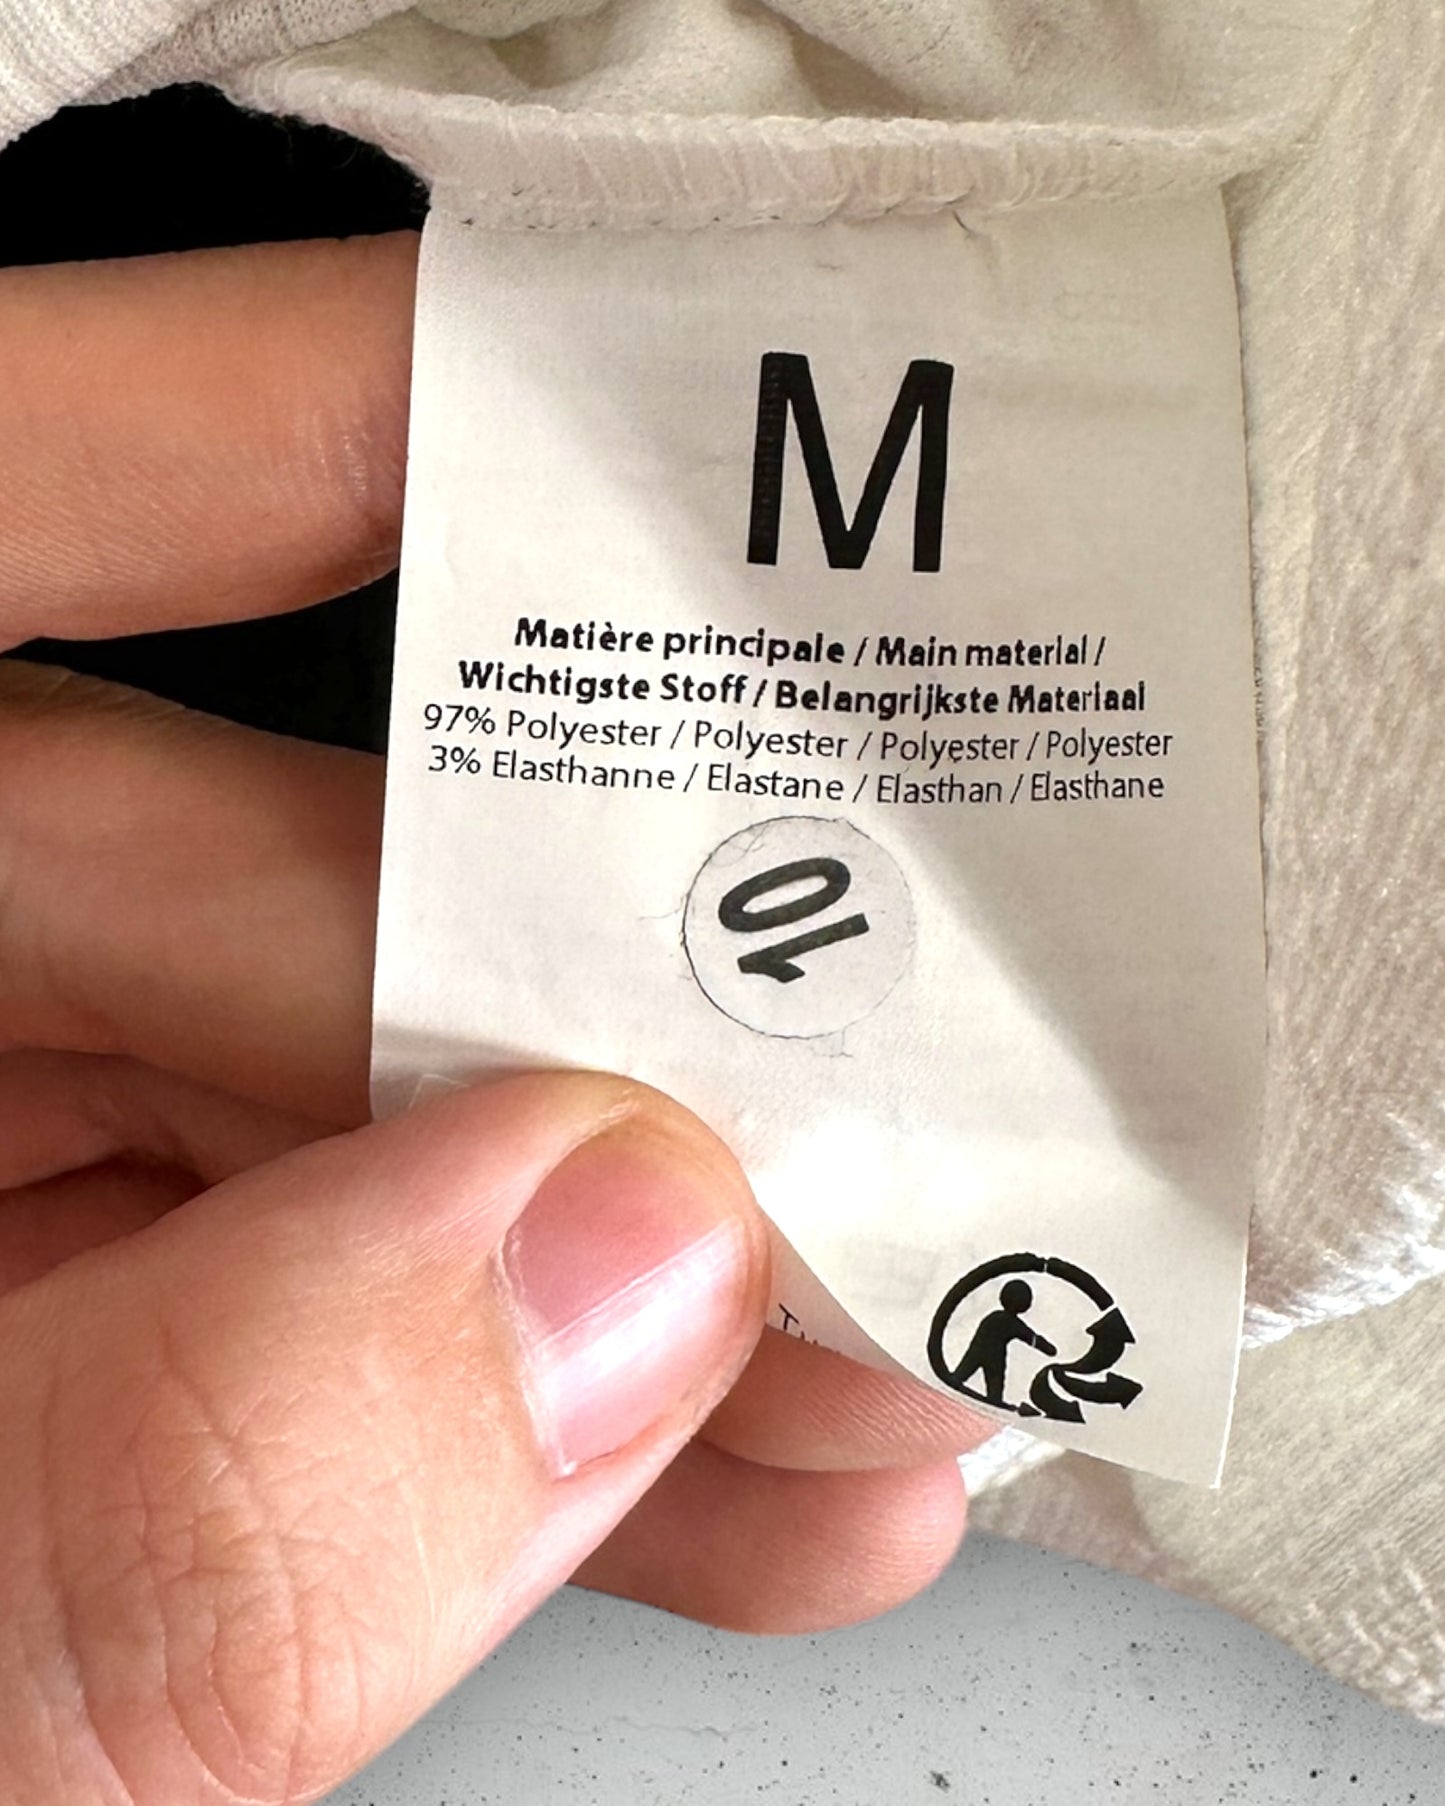 M
Matière principale / Main material /
Wichtigste Stoff / Belangrijkste Materiaal
97% Polyester / Polyester / Polyester / Polyester
3% Elasthanne / Elastane / Elasthan / Elasthane
10